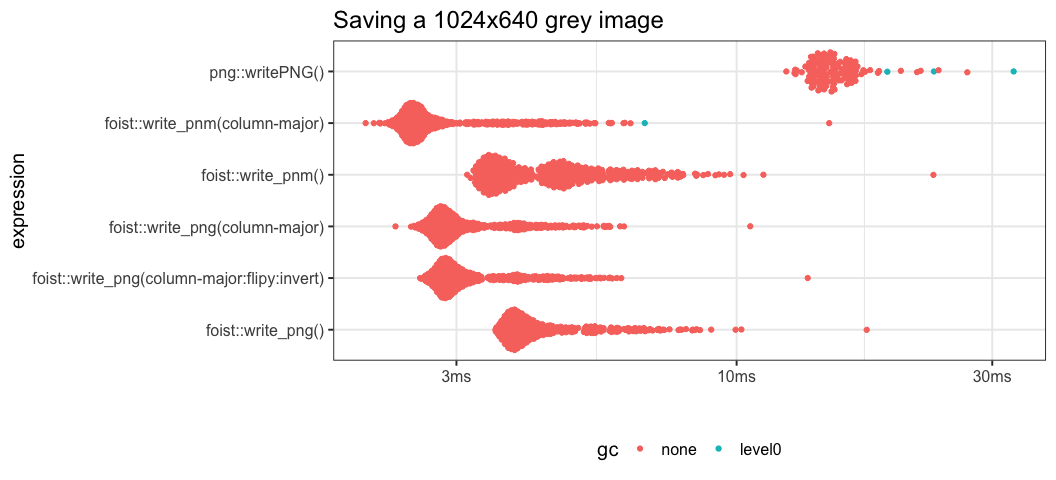 Saving a 1024x640 grey image
expression
png::writePNG()
foist::write_pnm(column-major)
foist::write_pnm()
foist::write_png(column-major)
foist::write_png(column-major:flipy:invert)
foist::write_png()
3ms 10ms 30ms
gc none level0